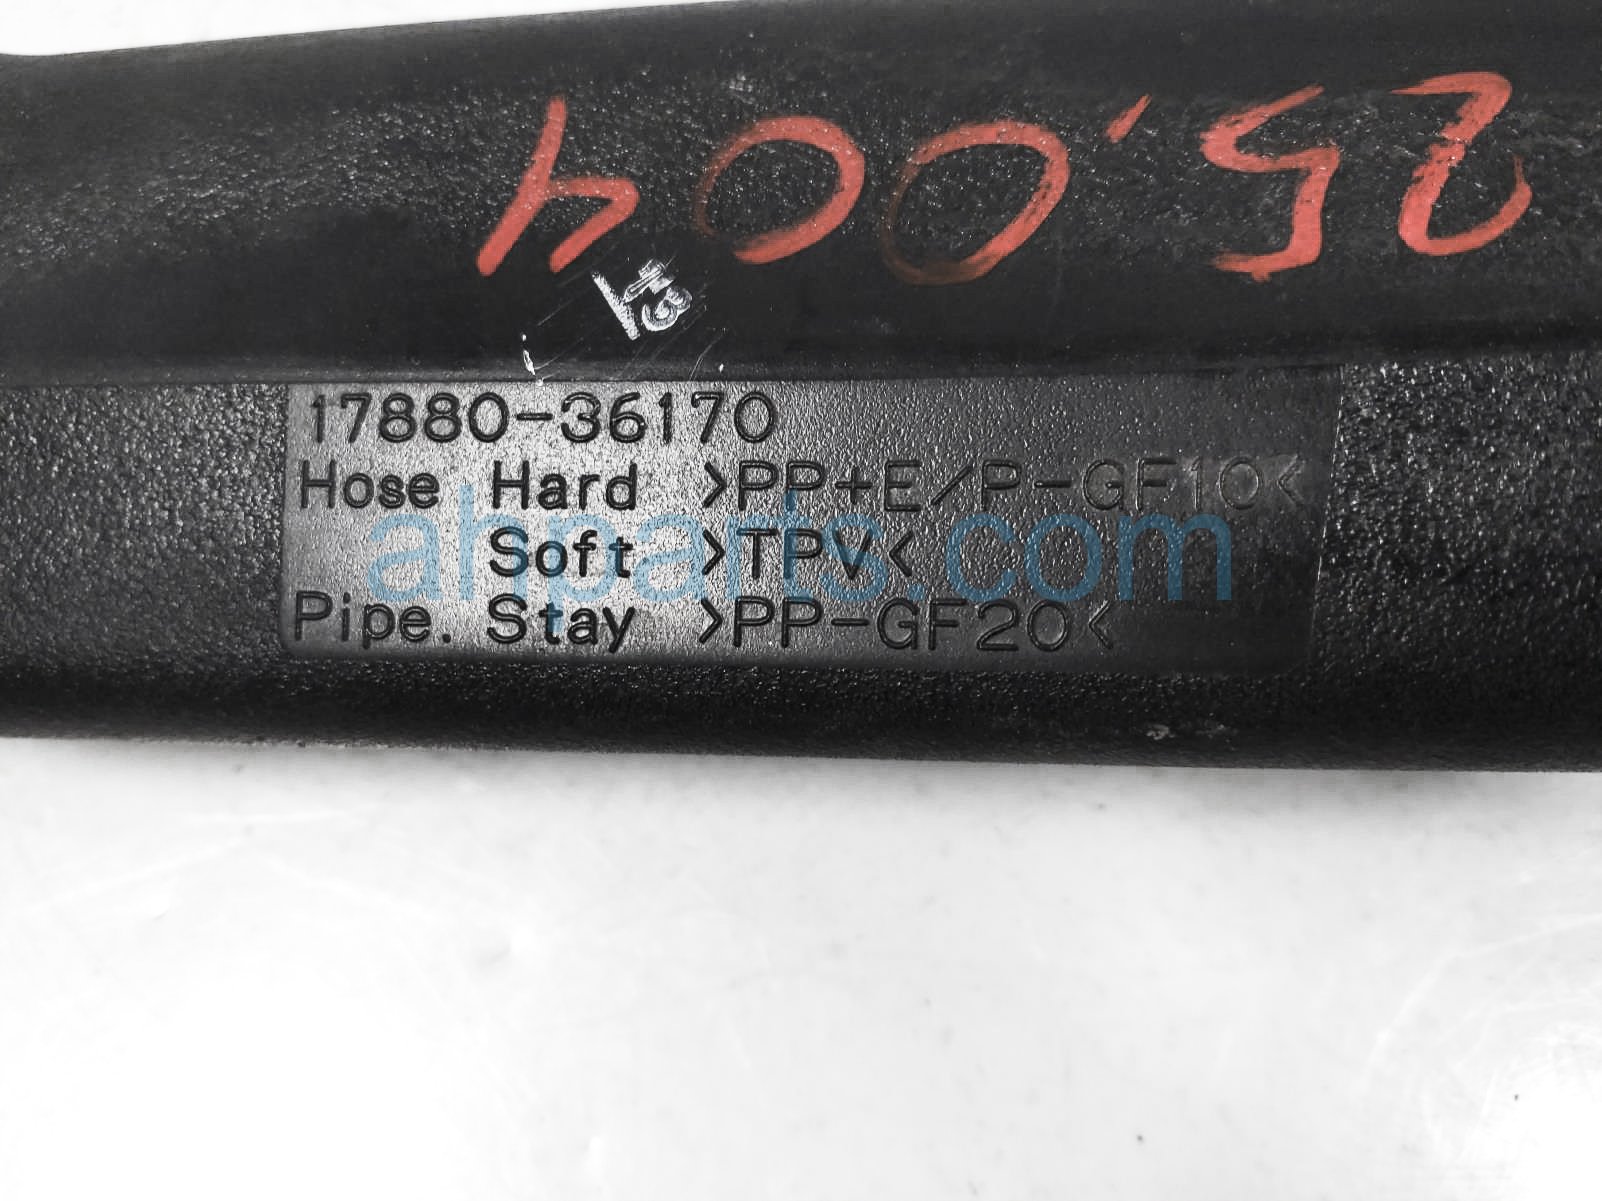 25.004
17880-36170
Hose Hard >PP+E/P-GF10<
Soft >TPV<
Pipe. Stay >PP-GF20<
ahparts.com